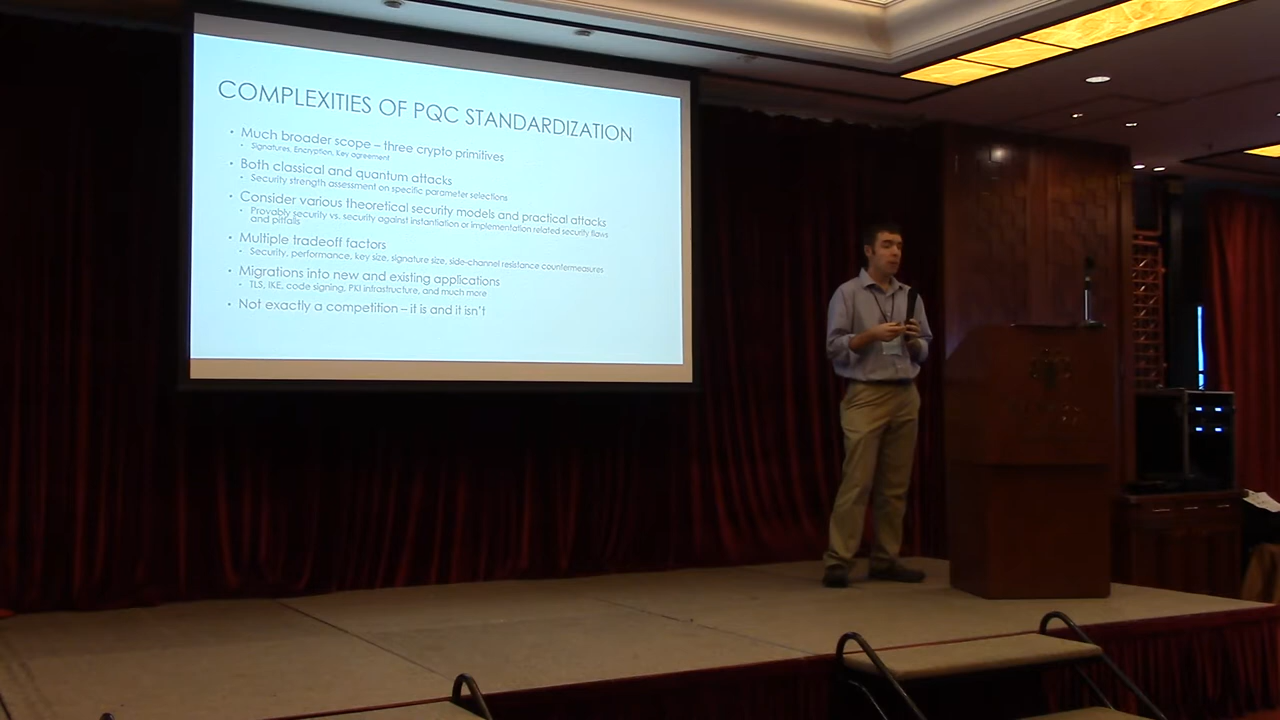 COMPLEXITIES OF PQC STANDARDIZATION
• Much broader scope – three crypto primitives
• Signatures, Encryption, Key agreement
• Both classical and quantum attacks
• Security strength assessment on specific parameter selections
• Consider various theoretical security models and practical attacks
• Provably security vs. security against instantiation or implementation related security flaws
and pitfalls
• Multiple tradeoff factors
• Security, performance, key size, signature size, side-channel resistance countermeasures
• Migrations into new and existing applications
• TLS, IKE, code signing, PKI infrastructure, and much more
• Not exactly a competition – it is and it isn't